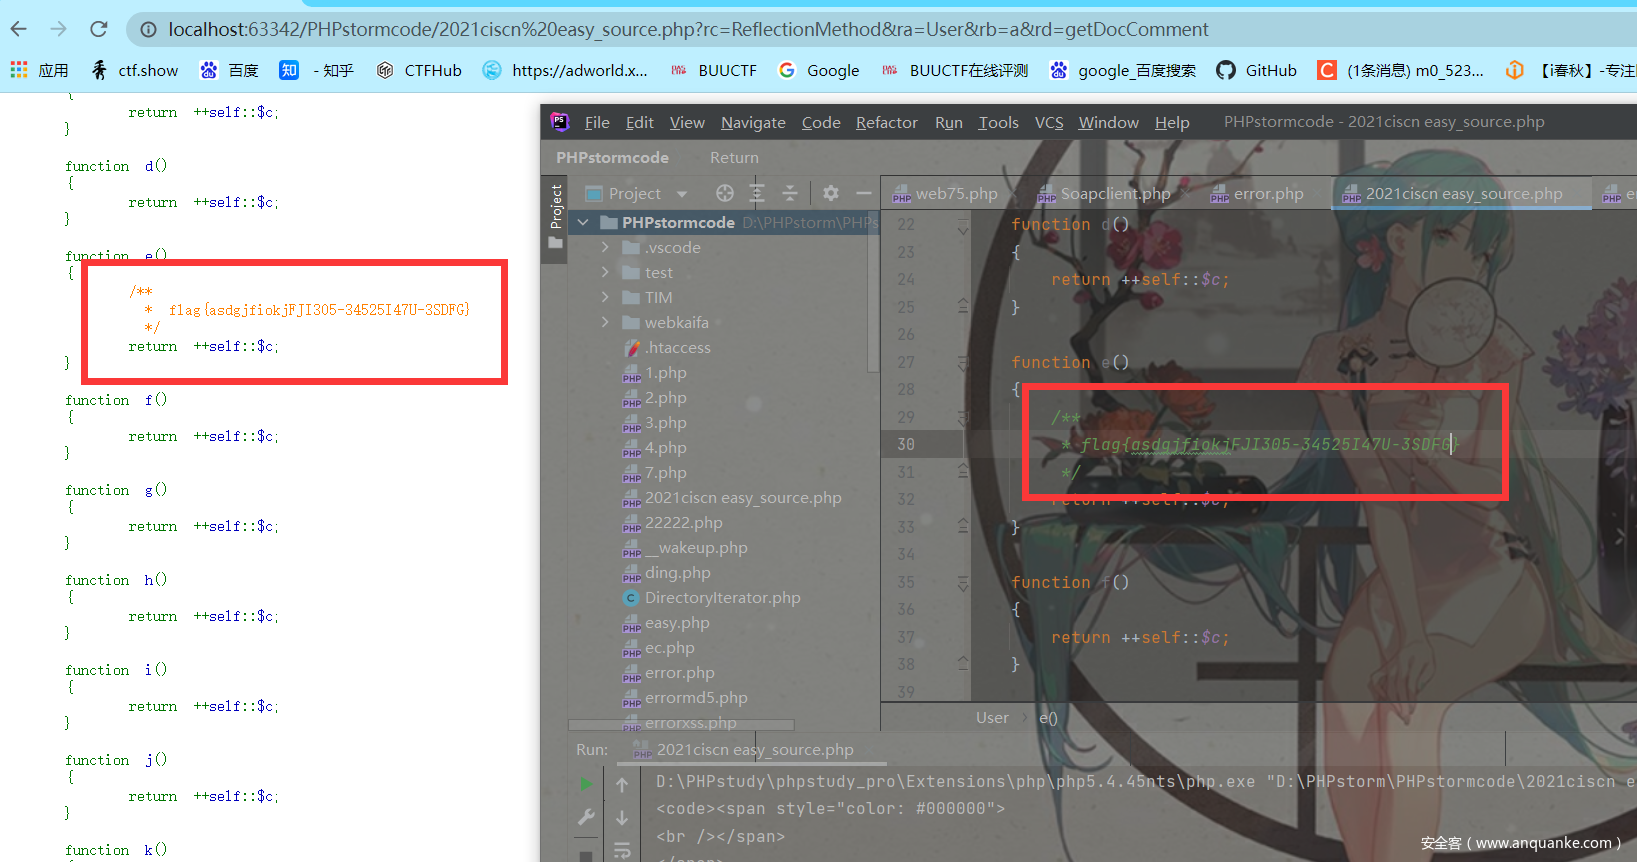 localhost:63342/PHPstormcode/2021ciscn%20easy_source.php?rc=ReflectionMethod&ra=User&rb=a&rd=getDocComment
应用 ctf.show 百度 知 - 知乎 CTFHub https://adworld.x... BUUCTF Google BUUCTF在线评测 google_百度搜索 GitHub C (1条消息) m0_523... 【i春秋】-专注
{
return ++self::$c;
}
function d()
{
return ++self::$c;
}
function e()
{
/**
* flag{asdgjfiokjFJI305-34525I47U-3SDFG}
*/
return ++self::$c;
}
function f()
{
return ++self::$c;
}
function g()
{
return ++self::$c;
}
function h()
{
return ++self::$c;
}
function i()
{
return ++self::$c;
}
function j()
{
return ++self::$c;
}
function k()
PS File Edit View Navigate Code Refactor Run Tools VCS Window Help PHPstormcode - 2021ciscn easy_source.php
PHPstormcode Return
Project
Project
web75.php Soapclient.php error.php 2021ciscn easy_source.php
PHPstormcode D:\PHPstorm\PHPs
.vscode
test
TIM
webkaifa
.htaccess
1.php
2.php
3.php
4.php
7.php
2021ciscn easy_source.php
22222.php
__wakeup.php
ding.php
DirectoryIterator.php
easy.php
ec.php
error.php
errormd5.php
errorxss.php
22 function d()
23 {
24 return ++self::$c;
25 }
26
27 function e()
28 {
29 /**
30 * flag{asdgjfiokjFJI305-34525I47U-3SDFG}
31 */
32 return ++self::$c;
33 }
34
35 function f()
36 {
37 return ++self::$c;
38 }
39
User › e()
Run: 2021ciscn easy_source.php
D:\PHPstudy\phpstudy_pro\Extensions\php\php5.4.45nts\php.exe "D:\PHPstorm\PHPstormcode\2021ciscn e
<code><span style="color: #000000">
<br /></span>
安全客（www.anquanke.com）